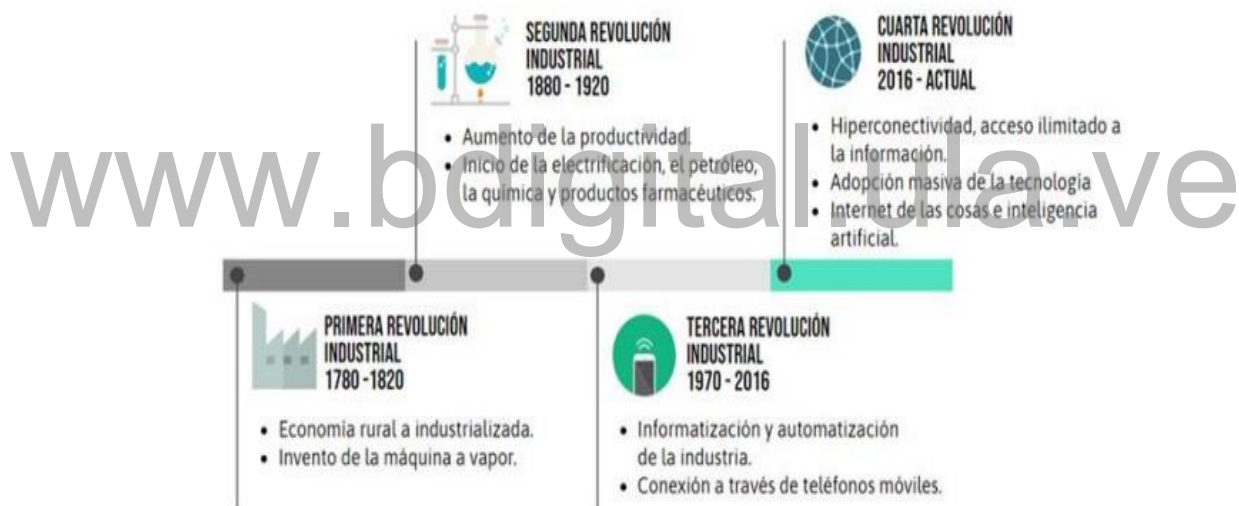 SEGUNDA REVOLUCIÓN
INDUSTRIAL
1880 - 1920
• Aumento de la productividad.
• Inicio de la electrificación, el petróleo,
la química y productos farmacéuticos.
CUARTA REVOLUCIÓN
INDUSTRIAL
2016 - ACTUAL
• Hiperconectividad, acceso ilimitado a
la información.
• Adopción masiva de la tecnología
• Internet de las cosas e inteligencia
artificial.
www.bdigital.ula.ve
PRIMERA REVOLUCIÓN
INDUSTRIAL
1780 -1820
• Economía rural a industrializada.
• Invento de la máquina a vapor.
TERCERA REVOLUCIÓN
INDUSTRIAL
1970 - 2016
• Informatización y automatización
de la industria.
• Conexión a través de teléfonos móviles.